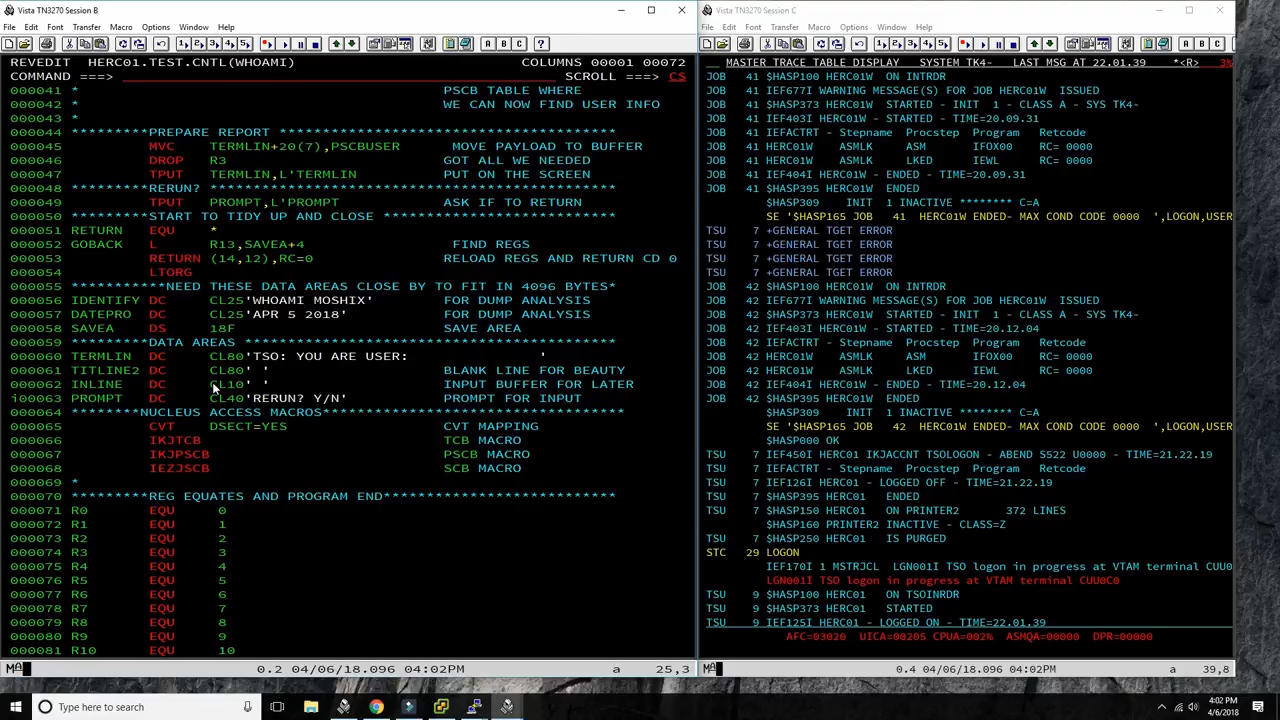 Vista TN3270 Session B
File Edit Font Transfer Macro Options Window Help
REVEDIT HERC01.TEST.CNTL(WHOAMI) COLUMNS 00001 00072
COMMAND ===> SCROLL ===> CS
000041 * PSCB TABLE WHERE
000042 * WE CAN NOW FIND USER INFO
000043 *
000044 *********PREPARE REPORT *************************************
000045 MVC TERMLIN+20(7),PSCBUSER MOVE PAYLOAD TO BUFFER
000046 DROP R3 GOT ALL WE NEEDED
000047 TPUT TERMLIN,L'TERMLIN PUT ON THE SCREEN
000048 *********RERUN? *********************************************
000049 TPUT PROMPT,L'PROMPT ASK IF TO RETURN
000050 *********START TO TIDY UP AND CLOSE *************************
000051 RETURN EQU *
000052 GOBACK L R13,SAVEA+4 FIND REGS
000053 RETURN (14,12),RC=0 RELOAD REGS AND RETURN CD 0
000054 LTORG
000055 **********NEED THESE DATA AREAS CLOSE BY TO FIT IN 4096 BYTES*
000056 IDENTIFY DC CL25'WHOAMI MOSHIX' FOR DUMP ANALYSIS
000057 DATEPRO DC CL25'APR 5 2018' FOR DUMP ANALYSIS
000058 SAVEA DS 18F SAVE AREA
000059 *********DATA AREAS *****************************************
000060 TERMLIN DC CL80'TSO: YOU ARE USER: '
000061 TITLINE2 DC CL80' ' BLANK LINE FOR BEAUTY
000062 INLINE DC CL10' ' INPUT BUFFER FOR LATER
i00063 PROMPT DC CL40'RERUN? Y/N' PROMPT FOR INPUT
000064 ********NUCLEUS ACCESS MACROS***********************************
000065 CVT DSECT=YES CVT MAPPING
000066 IKJTCB TCB MACRO
000067 IKJPSCB PSCB MACRO
000068 IEZJSCB SCB MACRO
000069 *
000070 *********REG EQUATES AND PROGRAM END***************************
000071 R0 EQU 0
000072 R1 EQU 1
000073 R2 EQU 2
000074 R3 EQU 3
000075 R4 EQU 4
000076 R5 EQU 5
000077 R6 EQU 6
000078 R7 EQU 7
000079 R8 EQU 8
000080 R9 EQU 9
000081 R10 EQU 10
MA 0.2 04/06/18.096 04:02PM a 25,3
Vista TN3270 Session C
File Edit Font Transfer Macro Options Window Help
MASTER TRACE TABLE DISPLAY SYSTEM TK4- LAST MSG AT 22.01.39 *<R> 3%
JOB 41 $HASP100 HERC01W ON INTRDR
JOB 41 IEF677I WARNING MESSAGE(S) FOR JOB HERC01W ISSUED
JOB 41 $HASP373 HERC01W STARTED - INIT 1 - CLASS A - SYS TK4-
JOB 41 IEF403I HERC01W - STARTED - TIME=20.09.31
JOB 41 IEFACTRT - Stepname Procstep Program Retcode
JOB 41 HERC01W ASMLK ASM IFOX00 RC= 0000
JOB 41 HERC01W ASMLK LKED IEWL RC= 0000
JOB 41 IEF404I HERC01W - ENDED - TIME=20.09.31
JOB 41 $HASP395 HERC01W ENDED
$HASP309 INIT 1 INACTIVE ******** C=A
SE '$HASP165 JOB 41 HERC01W ENDED- MAX COND CODE 0000 ',LOGON,USER
TSU 7 +GENERAL TGET ERROR
TSU 7 +GENERAL TGET ERROR
TSU 7 +GENERAL TGET ERROR
TSU 7 +GENERAL TGET ERROR
JOB 42 $HASP100 HERC01W ON INTRDR
JOB 42 IEF677I WARNING MESSAGE(S) FOR JOB HERC01W ISSUED
JOB 42 $HASP373 HERC01W STARTED - INIT 1 - CLASS A - SYS TK4-
JOB 42 IEF403I HERC01W - STARTED - TIME=20.12.04
JOB 42 IEFACTRT - Stepname Procstep Program Retcode
JOB 42 HERC01W ASMLK ASM IFOX00 RC= 0000
JOB 42 HERC01W ASMLK LKED IEWL RC= 0000
JOB 42 IEF404I HERC01W - ENDED - TIME=20.12.04
JOB 42 $HASP395 HERC01W ENDED
$HASP309 INIT 1 INACTIVE ******** C=A
SE '$HASP165 JOB 42 HERC01W ENDED- MAX COND CODE 0000 ',LOGON,USER
$HASP000 OK
TSU 7 IEF450I HERC01 IKJACCNT TSOLOGON - ABEND S522 U0000 - TIME=21.22.19
TSU 7 IEFACTRT - Stepname Procstep Program Retcode
TSU 7 IEF126I HERC01 - LOGGED OFF - TIME=21.22.19
TSU 7 $HASP395 HERC01 ENDED
TSU 7 $HASP150 HERC01 ON PRINTER2 372 LINES
$HASP160 PRINTER2 INACTIVE - CLASS=Z
TSU 7 $HASP250 HERC01 IS PURGED
STC 29 LOGON
IEF170I 1 MSTRJCL LGN001I TSO logon in progress at VTAM terminal CUU0
LGN001I TSO logon in progress at VTAM terminal CUU0C0
TSU 9 $HASP100 HERC01 ON TSOINRDR
TSU 9 $HASP373 HERC01 STARTED
TSU 9 IEF125I HERC01 - LOGGED ON - TIME=22.01.39
AFC=03020 UICA=00205 CPUA=002% ASMQA=00000 DPR=00000
MA 0.4 04/06/18.096 04:02PM a 39,8
Type here to search
4:02 PM
4/6/2018